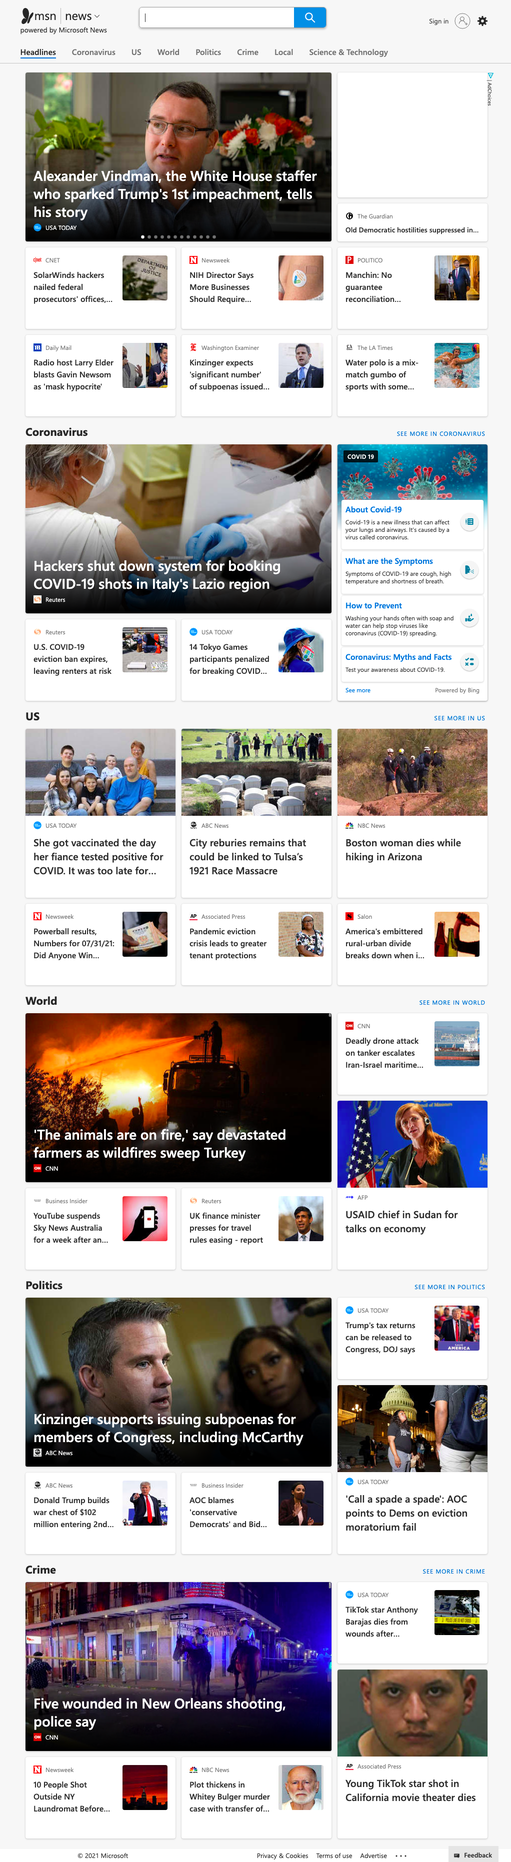 msn | news
powered by Microsoft News
Sign in
Headlines
Coronavirus
US
World
Politics
Crime
Local
Science & Technology
Alexander Vindman, the White House staffer
who sparked Trump's 1st impeachment, tells
his story
USA TODAY
AdChoices
The Guardian
Old Democratic hostilities suppressed in...
CNET
SolarWinds hackers
nailed federal
prosecutors' offices,...
Newsweek
NIH Director Says
More Businesses
Should Require...
POLITICO
Manchin: No
guarantee
reconciliation...
Daily Mail
Radio host Larry Elder
blasts Gavin Newsom
as 'mask hypocrite'
Washington Examiner
Kinzinger expects
'significant number'
of subpoenas issued...
The LA Times
Water polo is a mix-
match gumbo of
sports with some...
Coronavirus
SEE MORE IN CORONAVIRUS
Hackers shut down system for booking
COVID-19 shots in Italy's Lazio region
Reuters
COVID 19
About Covid-19
Covid-19 is a new illness that can affect
your lungs and airways. It's caused by a
virus called coronavirus.
What are the Symptoms
Symptoms of COVID-19 are cough, high
temperature and shortness of breath.
How to Prevent
Washing your hands often with soap and
water can help stop viruses like
coronavirus (COVID-19) spreading.
Coronavirus: Myths and Facts
Test your awareness about COVID-19.
See more
Powered by Bing
Reuters
U.S. COVID-19
eviction ban expires,
leaving renters at risk
USA TODAY
14 Tokyo Games
participants penalized
for breaking COVID...
US
SEE MORE IN US
USA TODAY
She got vaccinated the day
her fiance tested positive for
COVID. It was too late for...
ABC News
City reburies remains that
could be linked to Tulsa's
1921 Race Massacre
NBC News
Boston woman dies while
hiking in Arizona
Newsweek
Powerball results,
Numbers for 07/31/21:
Did Anyone Win...
Associated Press
Pandemic eviction
crisis leads to greater
tenant protections
Salon
America's embittered
rural-urban divide
breaks down when i...
World
SEE MORE IN WORLD
'The animals are on fire,' say devastated
farmers as wildfires sweep Turkey
CNN
CNN
Deadly drone attack
on tanker escalates
Iran-Israel maritime...
AFP
USAID chief in Sudan for
talks on economy
Business Insider
YouTube suspends
Sky News Australia
for a week after an...
Reuters
UK finance minister
presses for travel
rules easing - report
Politics
SEE MORE IN POLITICS
Kinzinger supports issuing subpoenas for
members of Congress, including McCarthy
ABC News
USA TODAY
Trump's tax returns
can be released to
Congress, DOJ says
USA TODAY
'Call a spade a spade': AOC
points to Dems on eviction
moratorium fail
ABC News
Donald Trump builds
war chest of $102
million entering 2nd...
Business Insider
AOC blames
'conservative
Democrats' and Bid...
Crime
SEE MORE IN CRIME
Five wounded in New Orleans shooting,
police say
CNN
USA TODAY
TikTok star Anthony
Barajas dies from
wounds after...
Associated Press
Young TikTok star shot in
California movie theater dies
Newsweek
10 People Shot
Outside NY
Laundromat Before...
NBC News
Plot thickens in
Whitey Bulger murder
case with transfer of...
© 2021 Microsoft
Privacy & Cookies
Terms of use
Advertise
...
Feedback